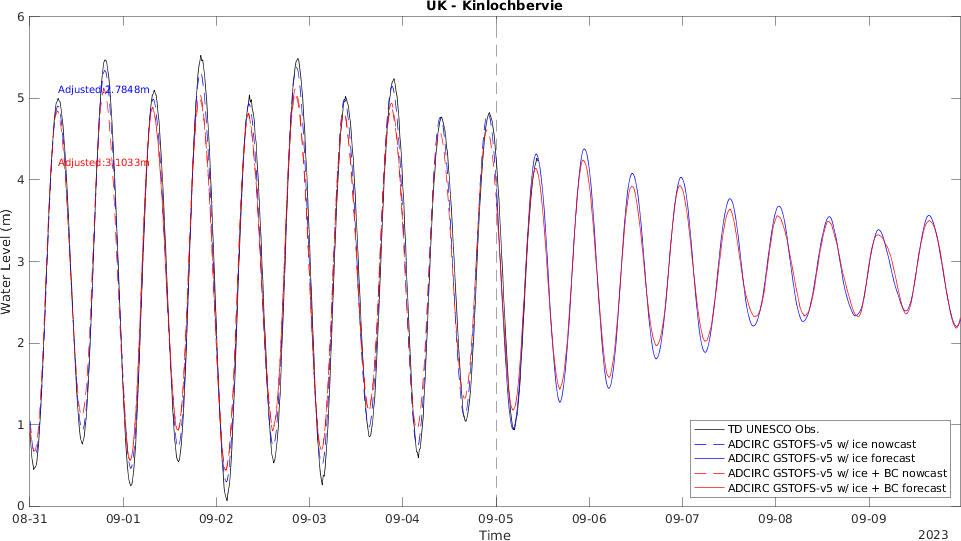 UK - Kinlochbervie
6
5
4
3
2
1
0
Water Level (m)
Adjusted:2.7848m
Adjusted:3.1033m
TD UNESCO Obs.
ADCIRC GSTOFS-v5 w/ ice nowcast
ADCIRC GSTOFS-v5 w/ ice forecast
ADCIRC GSTOFS-v5 w/ ice + BC nowcast
ADCIRC GSTOFS-v5 w/ ice + BC forecast
08-31 09-01 09-02 09-03 09-04 09-05 09-06 09-07 09-08 09-09
Time
2023